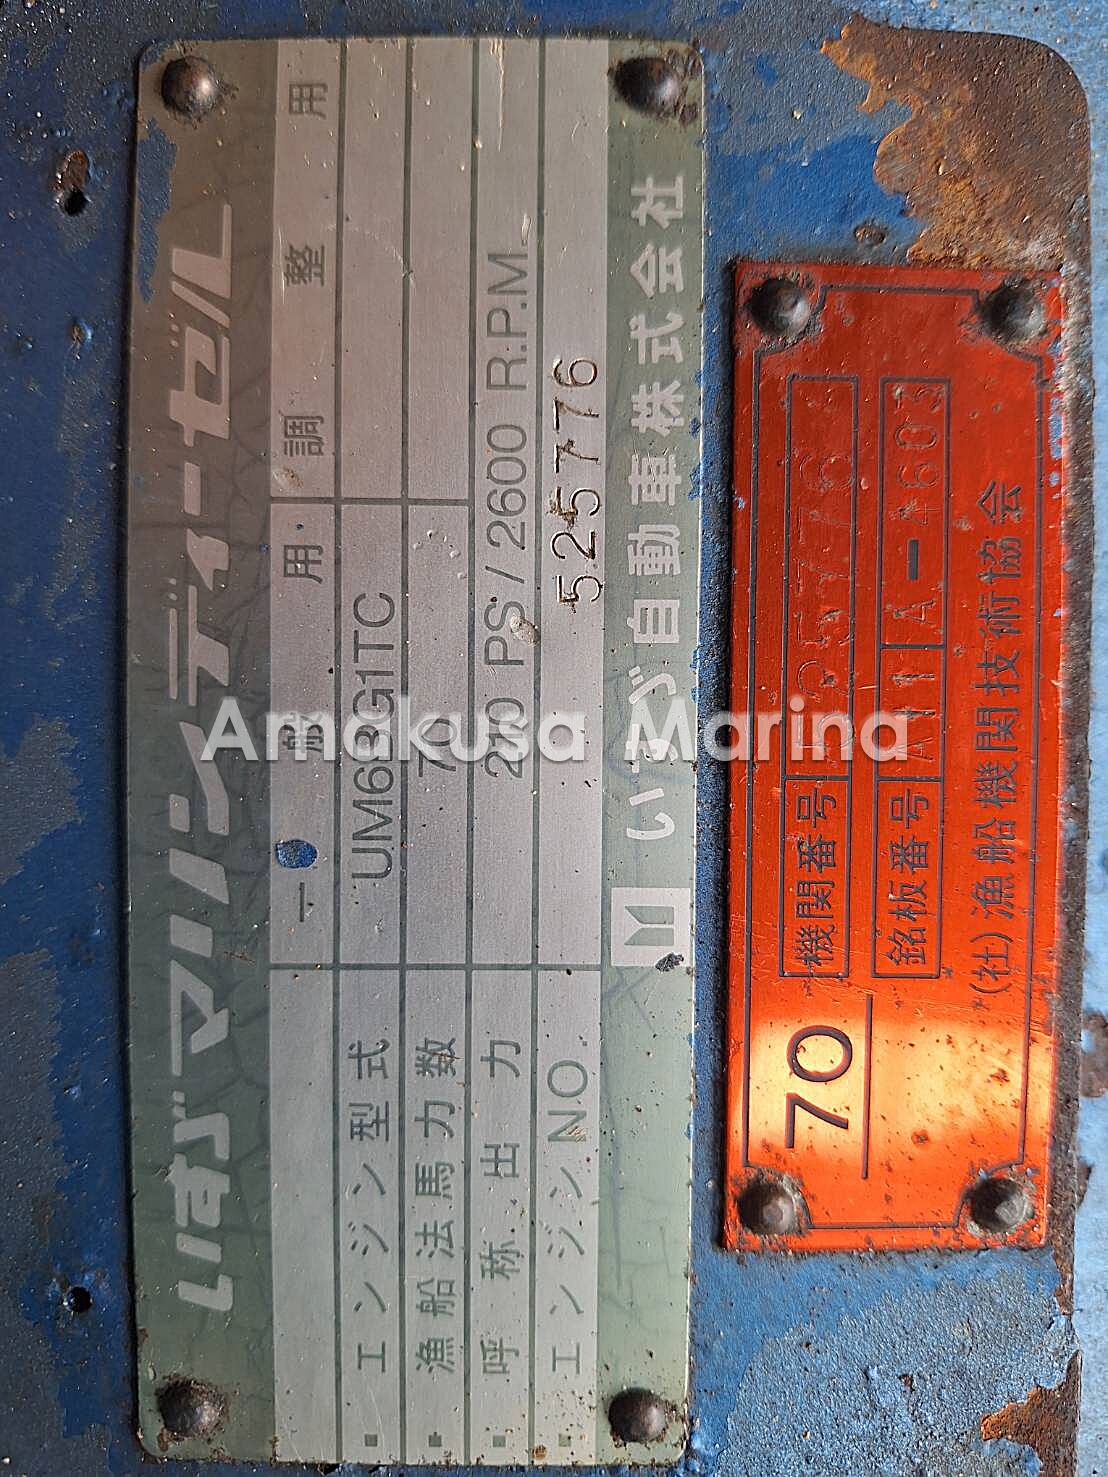 いすゞマリンディーゼル
一般用 調整用
エンジン型式 UM6BG1TC
漁船法馬力数 70
呼称出力 PS / 2600 R.P.M.
エンジンNO 525776
いすゞ自動車株式会社
70
機関番号 525776
銘板番号 A11 A-4603
(社)漁船機関技術協会
Amakusa Marina